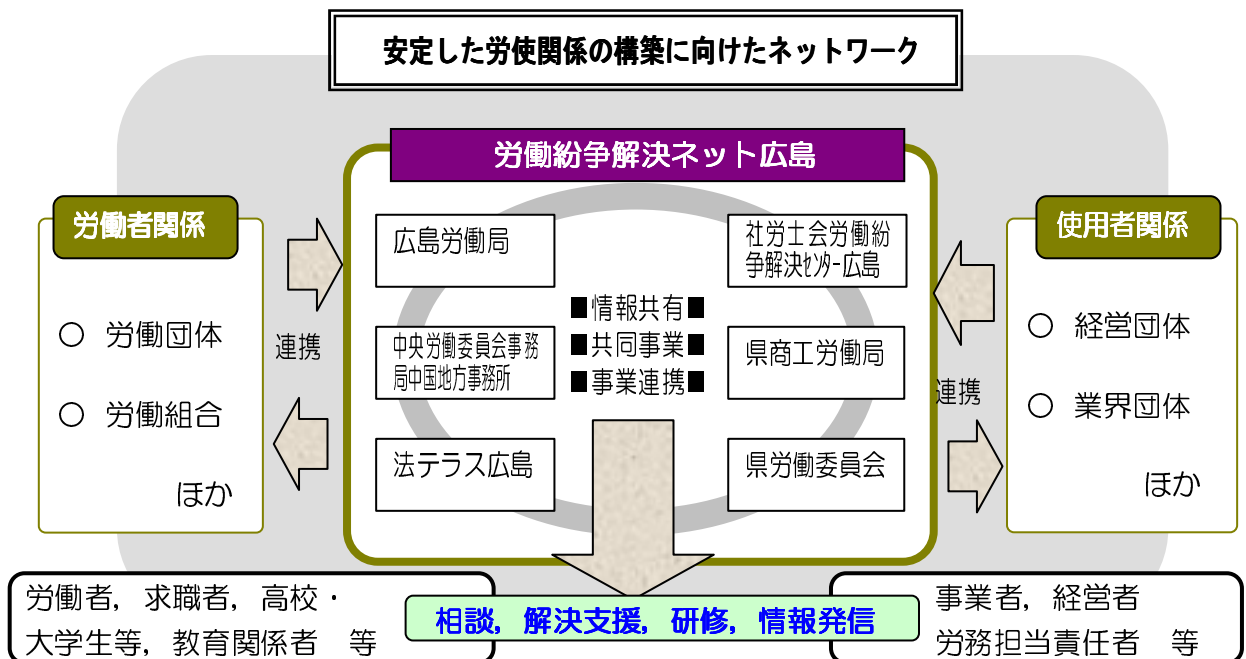 安定した労使関係の構築に向けたネットワーク
労働紛争解決ネット広島
労働者関係
○ 労働団体
○ 労働組合
ほか
連携
広島労働局
中央労働委員会事務
局中国地方事務所
法テラス広島
■情報共有■
■共同事業■
■事業連携■
社労士会労働紛
争解決ｾﾝﾀｰ広島
県商工労働局
県労働委員会
連携
使用者関係
○ 経営団体
○ 業界団体
ほか
労働者，求職者，高校・
大学生等，教育関係者　等
相談，解決支援，研修，情報発信
事業者，経営者
労務担当責任者　等